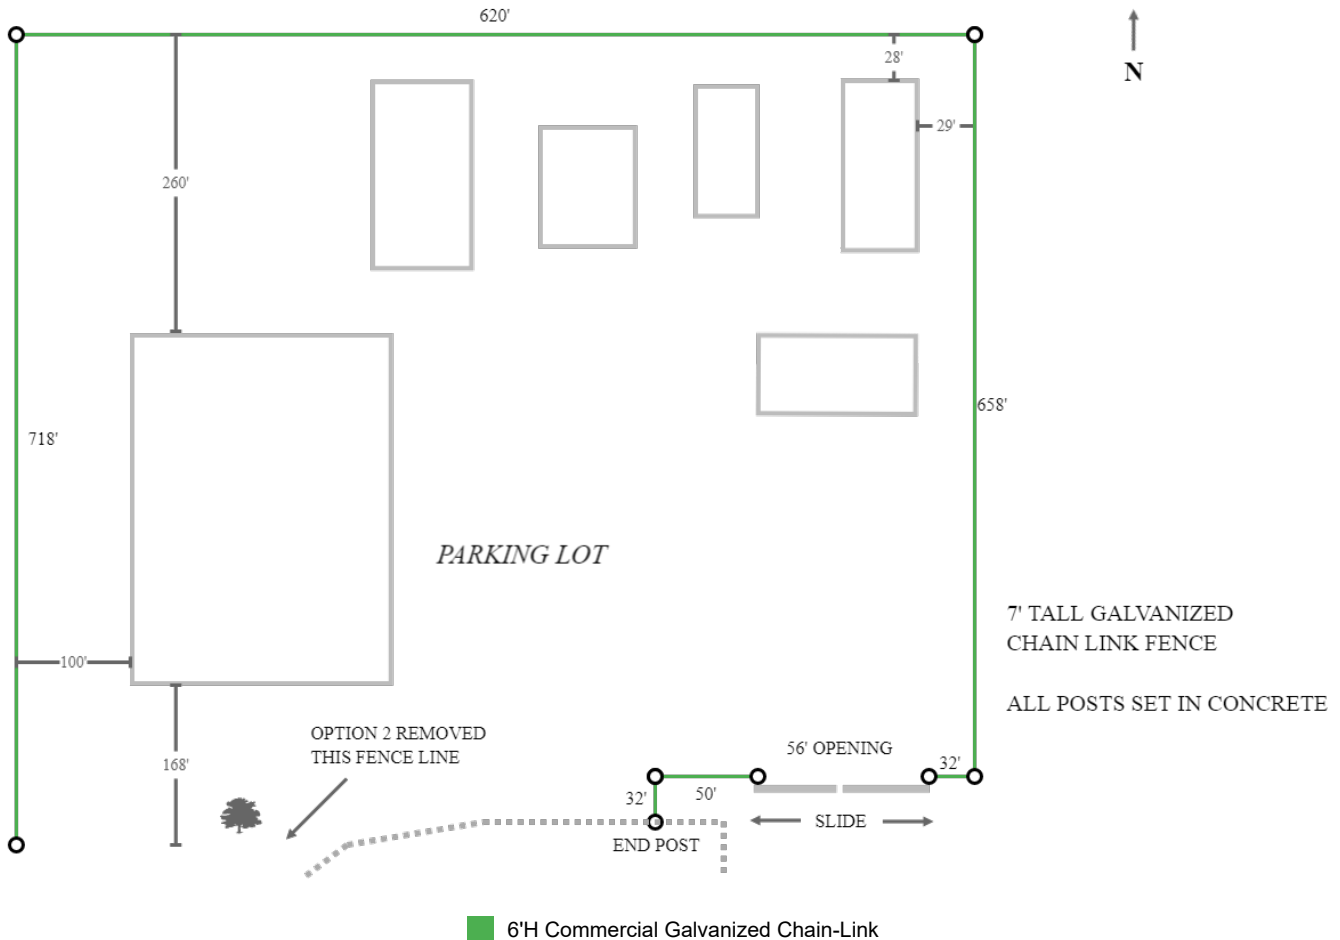 620'
N
28'
29'
260'
718'
658'
PARKING LOT
7' TALL GALVANIZED
CHAIN LINK FENCE
ALL POSTS SET IN CONCRETE
100'
OPTION 2 REMOVED
THIS FENCE LINE
168'
56' OPENING
32'
32'
50'
SLIDE
END POST
6'H Commercial Galvanized Chain-Link